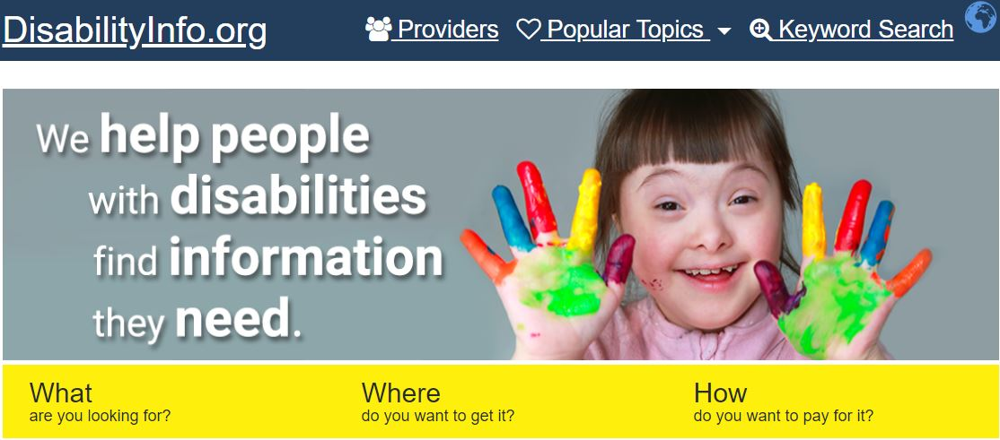 DisabilityInfo.org
Providers
Popular Topics
Keyword Search
We help people
with disabilities
find information
they need.
What
are you looking for?
Where
do you want to get it?
How
do you want to pay for it?